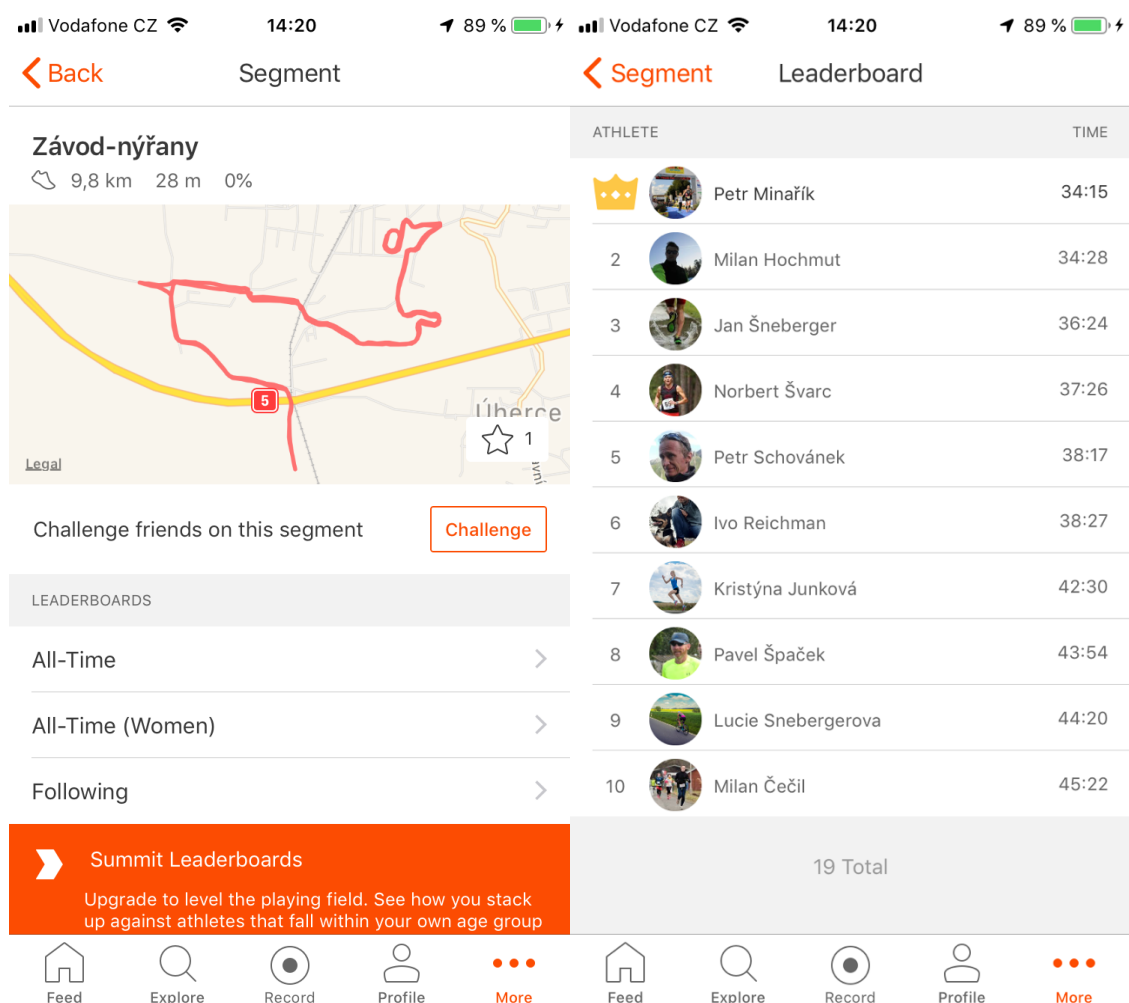 Vodafone CZ 14:20 89 %
Back Segment
Závod-nýřany
9,8 km 28 m 0%
5
Úherce
1
Legal
Challenge friends on this segment Challenge
LEADERBOARDS
All-Time
All-Time (Women)
Following
Summit Leaderboards
Upgrade to level the playing field. See how you stack
up against athletes that fall within your own age group
Feed Explore Record Profile More
Vodafone CZ 14:20 89 %
Segment Leaderboard
ATHLETE TIME
Petr Minařík 34:15
2 Milan Hochmut 34:28
3 Jan Šneberger 36:24
4 Norbert Švarc 37:26
5 Petr Schovánek 38:17
6 Ivo Reichman 38:27
7 Kristýna Junková 42:30
8 Pavel Špaček 43:54
9 Lucie Snebergerova 44:20
10 Milan Čečil 45:22
19 Total
Feed Explore Record Profile More